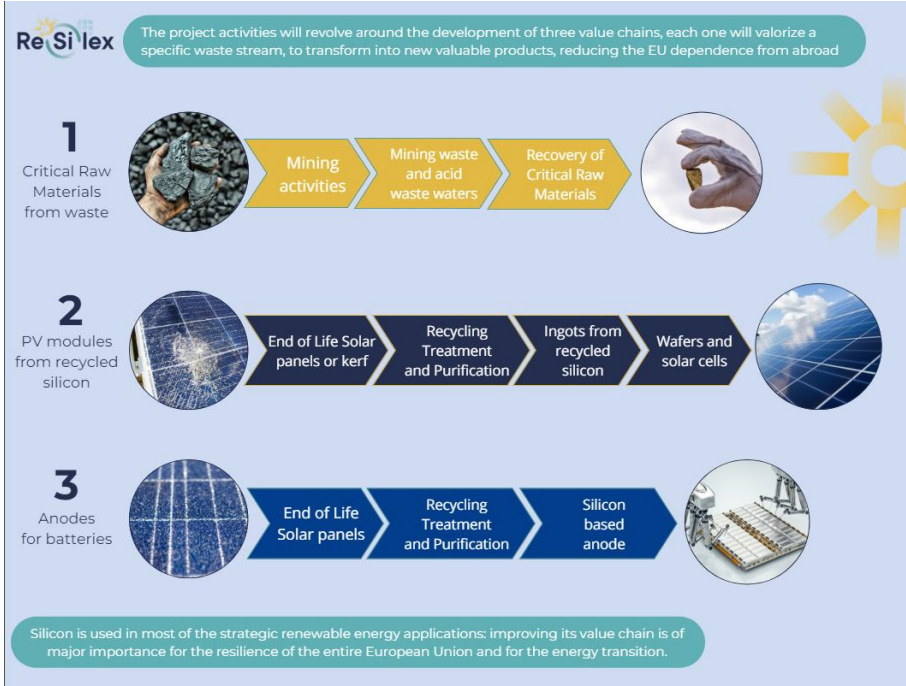 ReSilex
The project activities will revolve around the development of three value chains, each one will valorize a
specific waste stream, to transform into new valuable products, reducing the EU dependence from abroad
1
Critical Raw
Materials
from waste
Mining
activities
Mining waste
and acid
waste waters
Recovery of
Critical Raw
Materials
2
PV modules
from recycled
silicon
End of Life Solar
panels or kerf
Recycling
Treatment
and Purification
Ingots from
recycled
silicon
Wafers and
solar cells
3
Anodes
for batteries
End of Life
Solar panels
Recycling
Treatment
and Purification
Silicon
based
anode
Silicon is used in most of the strategic renewable energy applications: improving its value chain is of
major importance for the resilience of the entire European Union and for the energy transition.